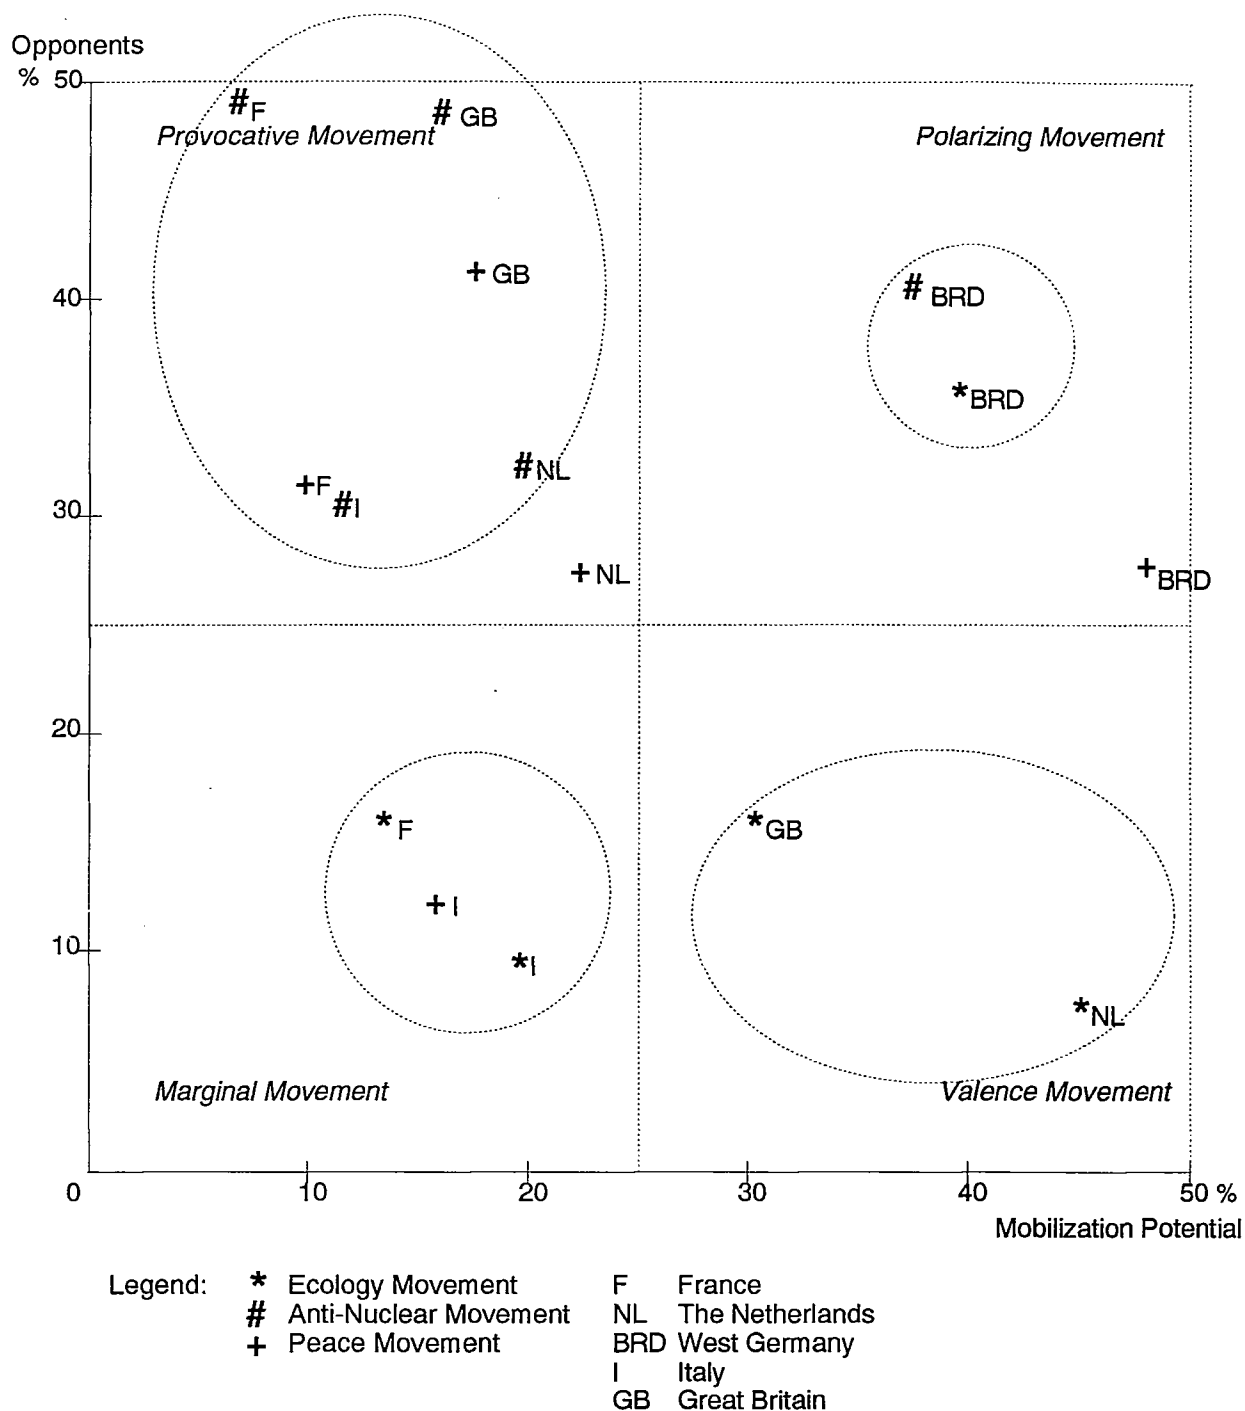 Opponents
% 50
# F
# GB
Provocative Movement
Polarizing Movement
+ GB
40
# BRD
* BRD
# NL
+ F
# I
30
+ NL
+ BRD
20
* F
* GB
+ I
10
* I
* NL
Marginal Movement
Valence Movement
0 10 20 30 40 50 %
Mobilization Potential
Legend: * Ecology Movement F France
# Anti-Nuclear Movement NL The Netherlands
+ Peace Movement BRD West Germany
I Italy
GB Great Britain